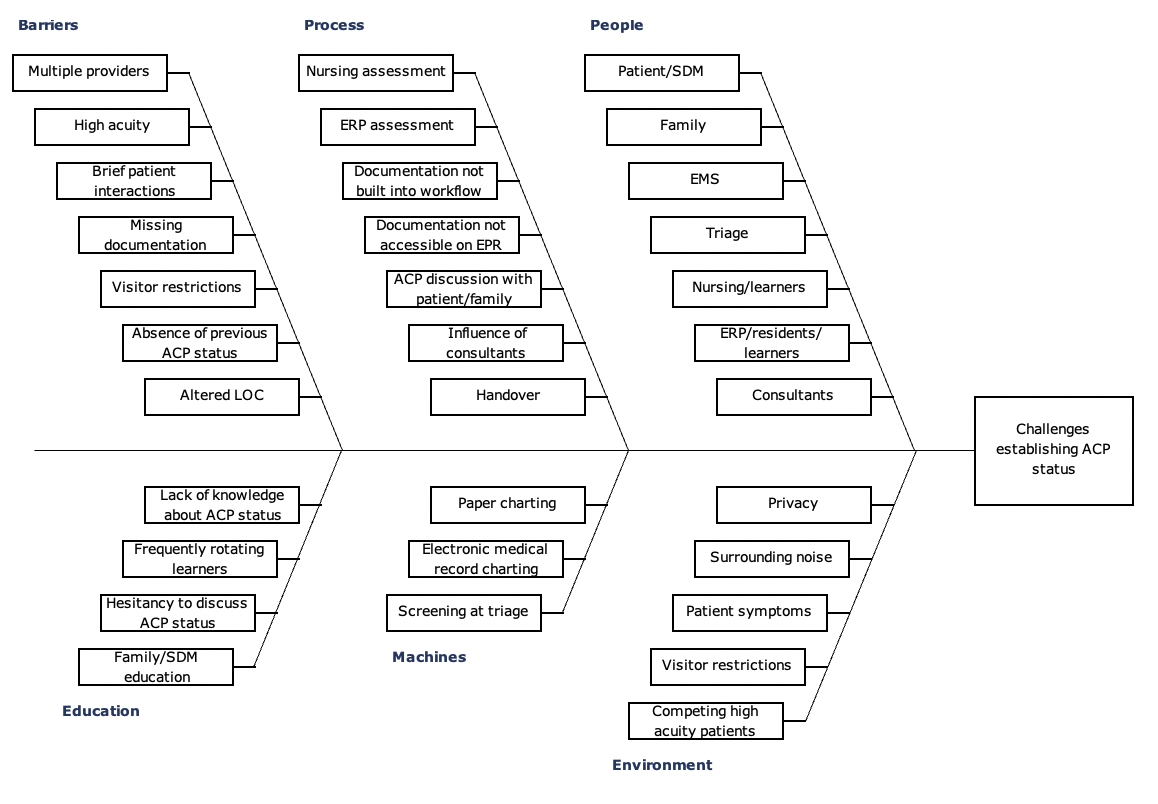 Barriers
Multiple providers
High acuity
Brief patient
interactions
Missing
documentation
Visitor restrictions
Absence of previous
ACP status
Altered LOC
Process
Nursing assessment
ERP assessment
Documentation not
built into workflow
Documentation not
accessible on EPR
ACP discussion with
patient/family
Influence of
consultants
Handover
People
Patient/SDM
Family
EMS
Triage
Nursing/learners
ERP/residents/
learners
Consultants
Challenges
establishing ACP
status
Lack of knowledge
about ACP status
Frequently rotating
learners
Hesitancy to discuss
ACP status
Family/SDM
education
Education
Paper charting
Electronic medical
record charting
Screening at triage
Machines
Privacy
Surrounding noise
Patient symptoms
Visitor restrictions
Competing high
acuity patients
Environment